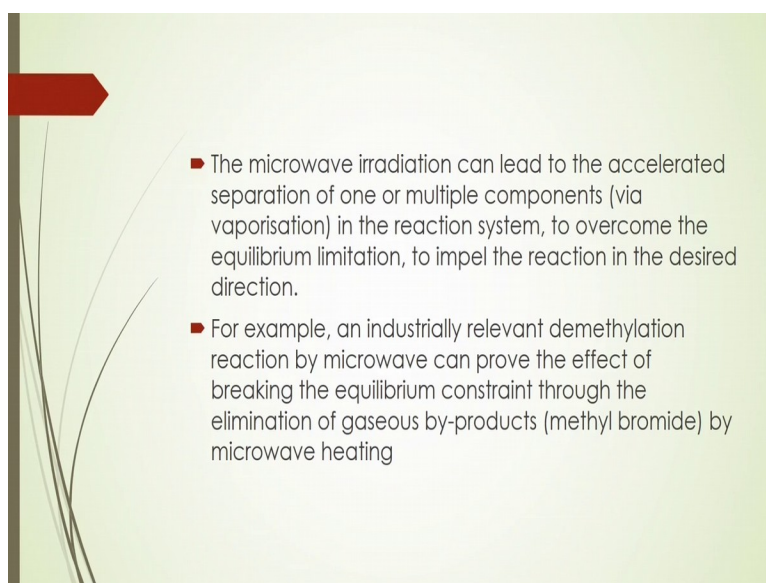 The microwave irradiation can lead to the accelerated
separation of one or multiple components (via
vaporisation) in the reaction system, to overcome the
equilibrium limitation, to impel the reaction in the desired
direction.
For example, an industrially relevant demethylation
reaction by microwave can prove the effect of
breaking the equilibrium constraint through the
elimination of gaseous by-products (methyl bromide) by
microwave heating